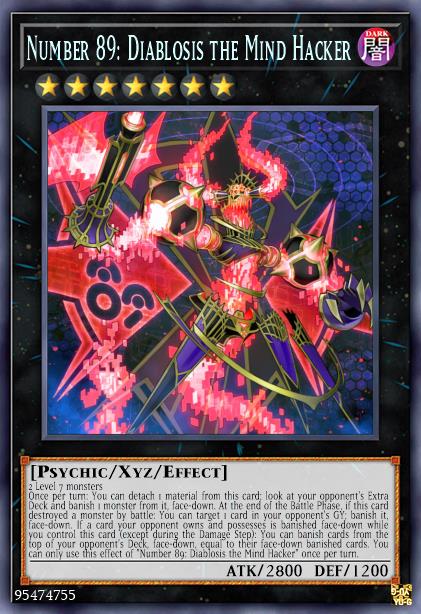 Number 89: Diablosis the Mind Hacker
DARK
闇
89
[Psychic/Xyz/Effect]
2 Level 7 monsters
Once per turn: You can detach 1 material from this card; look at your opponent's Extra
Deck and banish 1 monster from it, face-down. At the end of the Battle Phase, if this card
destroyed a monster by battle: You can target 1 card in your opponent's GY; banish it,
face-down. If a card your opponent owns and possesses is banished face-down while
you control this card (except during the Damage Step): You can banish cards from the
top of your opponent's Deck, face-down, equal to their face-down banished cards. You
can only use this effect of "Number 89: Diablosis the Mind Hacker" once per turn.
ATK/2800 DEF/1200
95474755